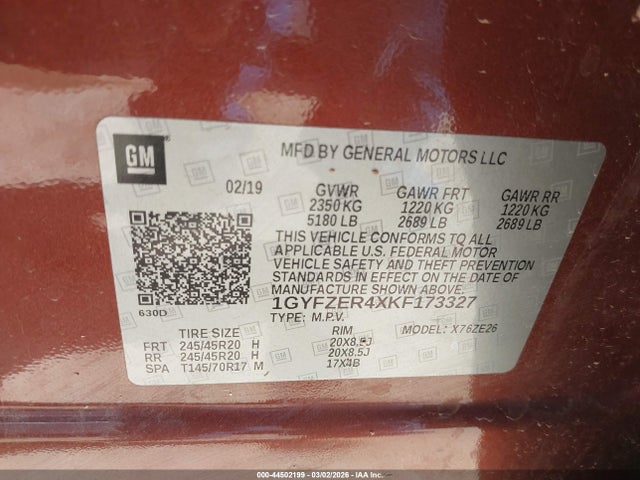 GM
MFD BY GENERAL MOTORS LLC
02/19 GVWR GAWR FRT GAWR RR
2350 KG 1220 KG 1220 KG
5180 LB 2689 LB 2689 LB
THIS VEHICLE CONFORMS TO ALL
APPLICABLE U.S. FEDERAL MOTOR
VEHICLE SAFETY AND THEFT PREVENTION
STANDARDS IN EFFECT ON THE DATE OF
MANUFACTURE SHOWN ABOVE.
1GYFZER4XKF173327
630D TYPE: M.P.V. MODEL: X76ZE26
TIRE SIZE RIM
FRT 245/45R20 H 20X8.5J
RR 245/45R20 H 20X8.5J
SPA T145/70R17 M 17X4B
000-44502199 - 03/02/2026 - IAA Corp.